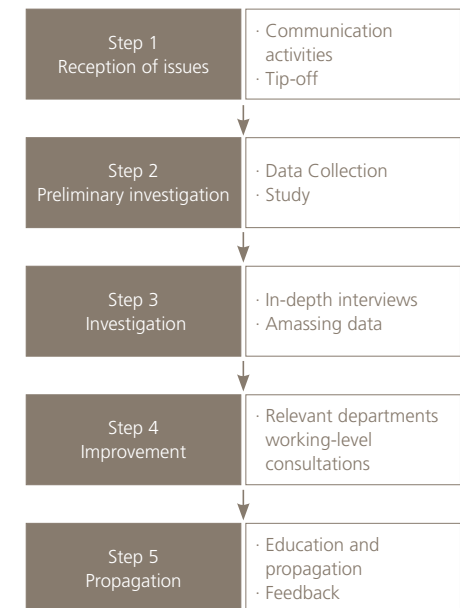 Step 1
Reception of issues
· Communication
activities
· Tip-off
Step 2
Preliminary investigation
· Data Collection
· Study
Step 3
Investigation
· In-depth interviews
· Amassing data
Step 4
Improvement
· Relevant departments
working-level
consultations
Step 5
Propagation
· Education and
propagation
· Feedback